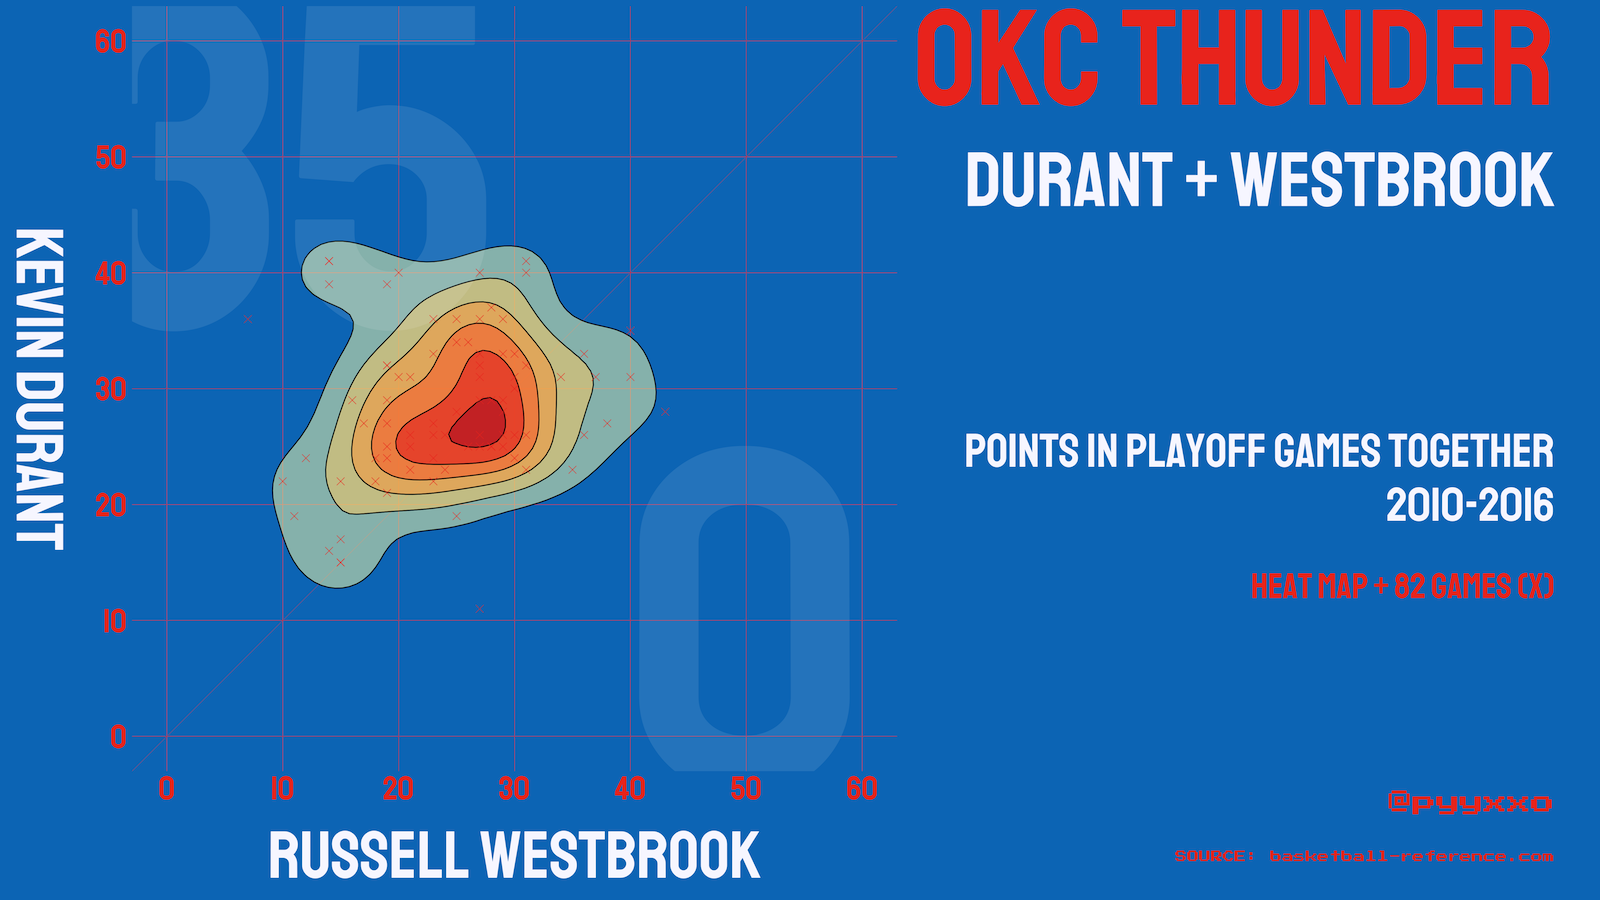 OKC THUNDER
DURANT + WESTBROOK
POINTS IN PLAYOFF GAMES TOGETHER
2010-2016
HEAT MAP + 82 GAMES (X)
@pyyxxo
SOURCE: basketball-reference.com
35
0
KEVIN DURANT
60
50
40
30
20
10
0
0 10 20 30 40 50 60
RUSSELL WESTBROOK